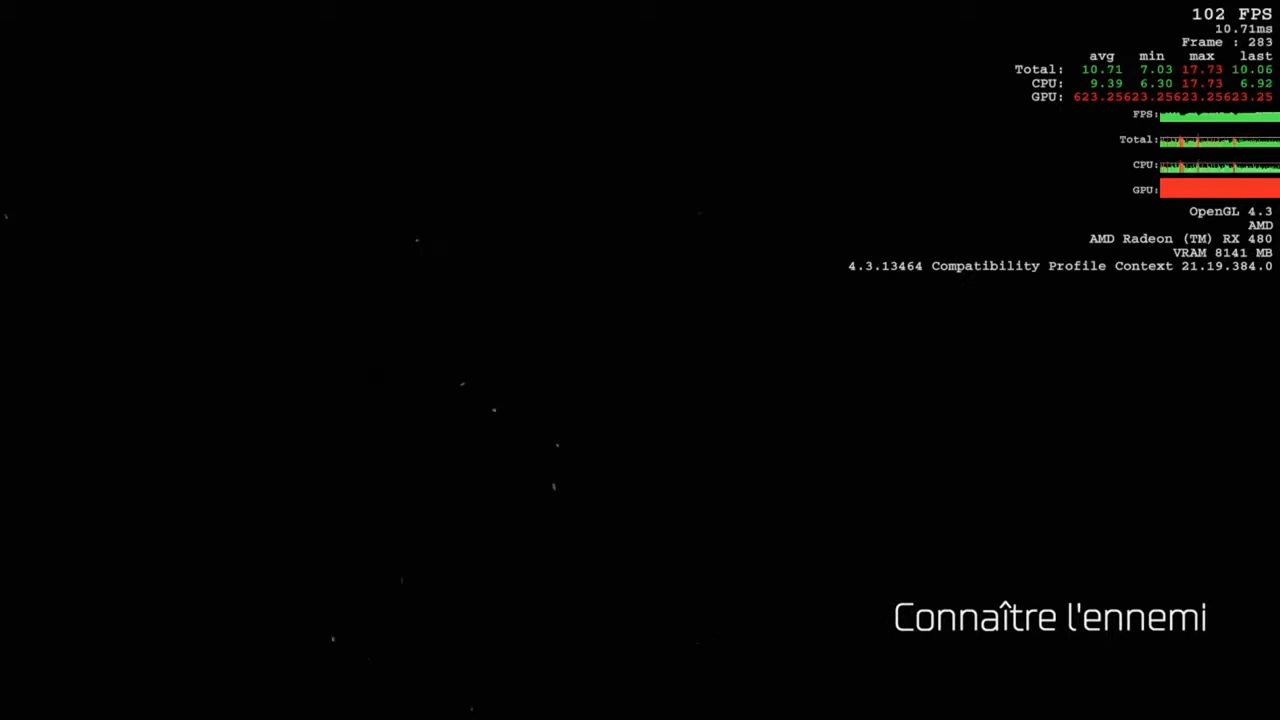 102 FPS
10.71ms
Frame : 283
avg min max last
Total: 10.71 7.03 17.73 10.06
CPU: 9.39 6.30 17.73 6.92
GPU: 623.25623.25623.25623.25
FPS:
Total:
CPU:
GPU:
OpenGL 4.3
AMD
AMD Radeon (TM) RX 480
VRAM 8141 MB
4.3.13464 Compatibility Profile Context 21.19.384.0
Connaître l'ennemi